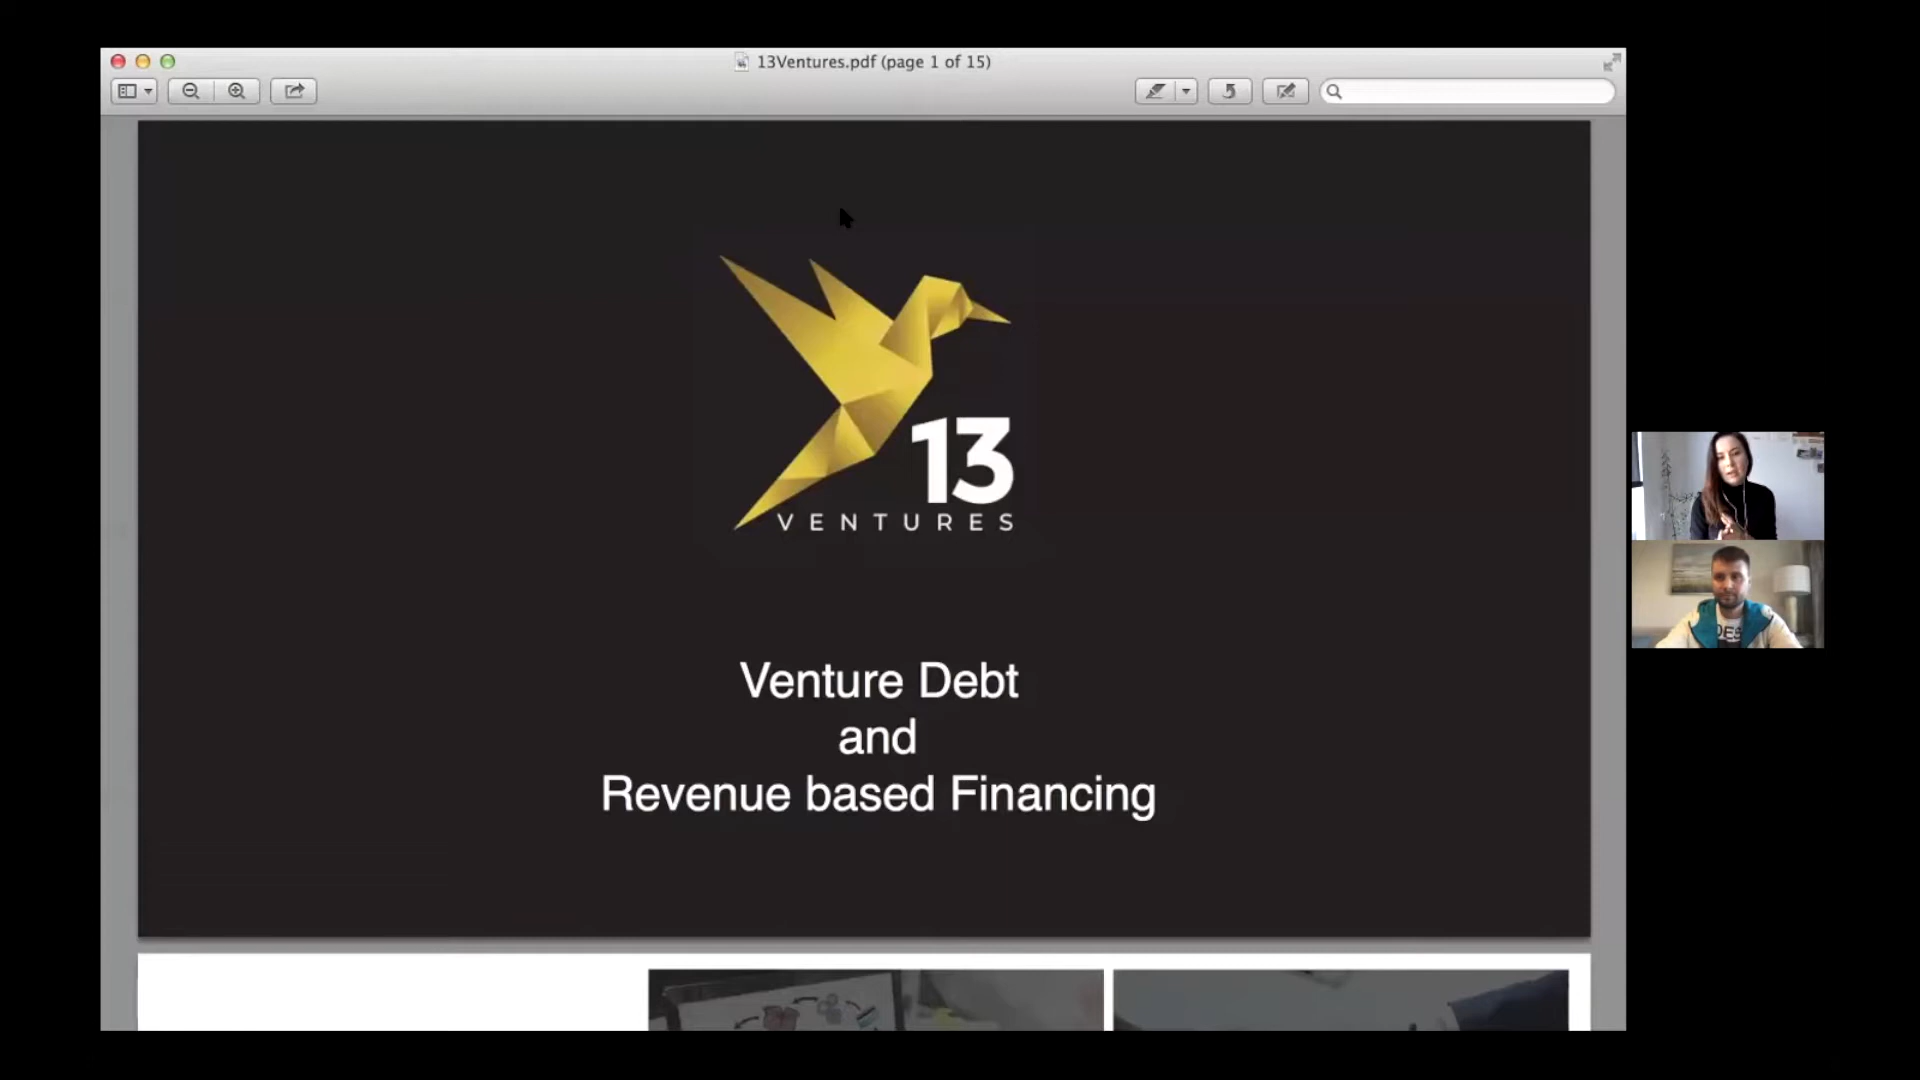 13Ventures.pdf (page 1 of 15)
13
VENTURES
Venture Debt
and
Revenue based Financing